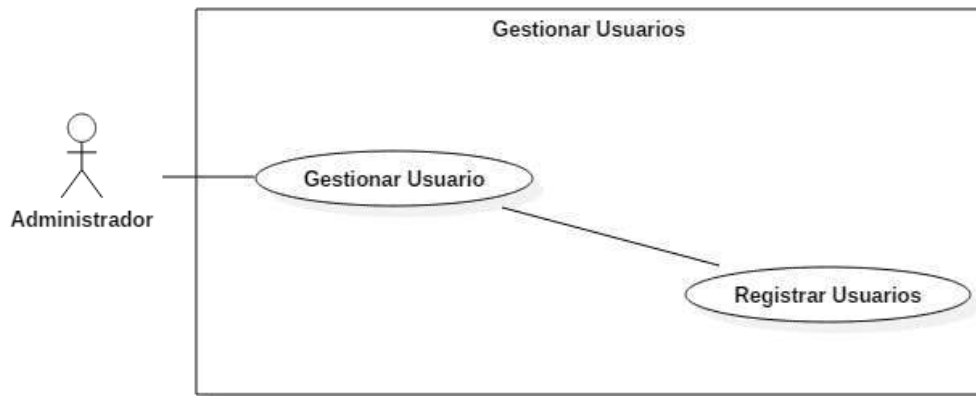 Gestionar Usuarios
Gestionar Usuario
Administrador
Registrar Usuarios